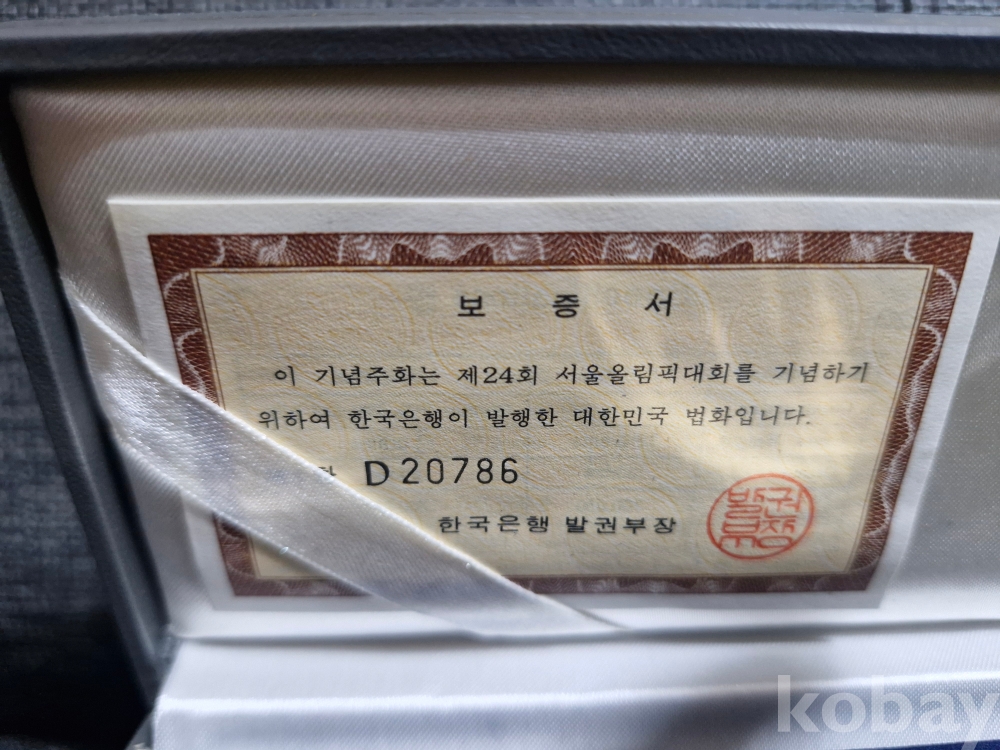 보 증 서
이 기념주화는 제24회 서울올림픽대회를 기념하기
위하여 한국은행이 발행한 대한민국 법화입니다.
D 20786
한국은행 발권부장
kobay